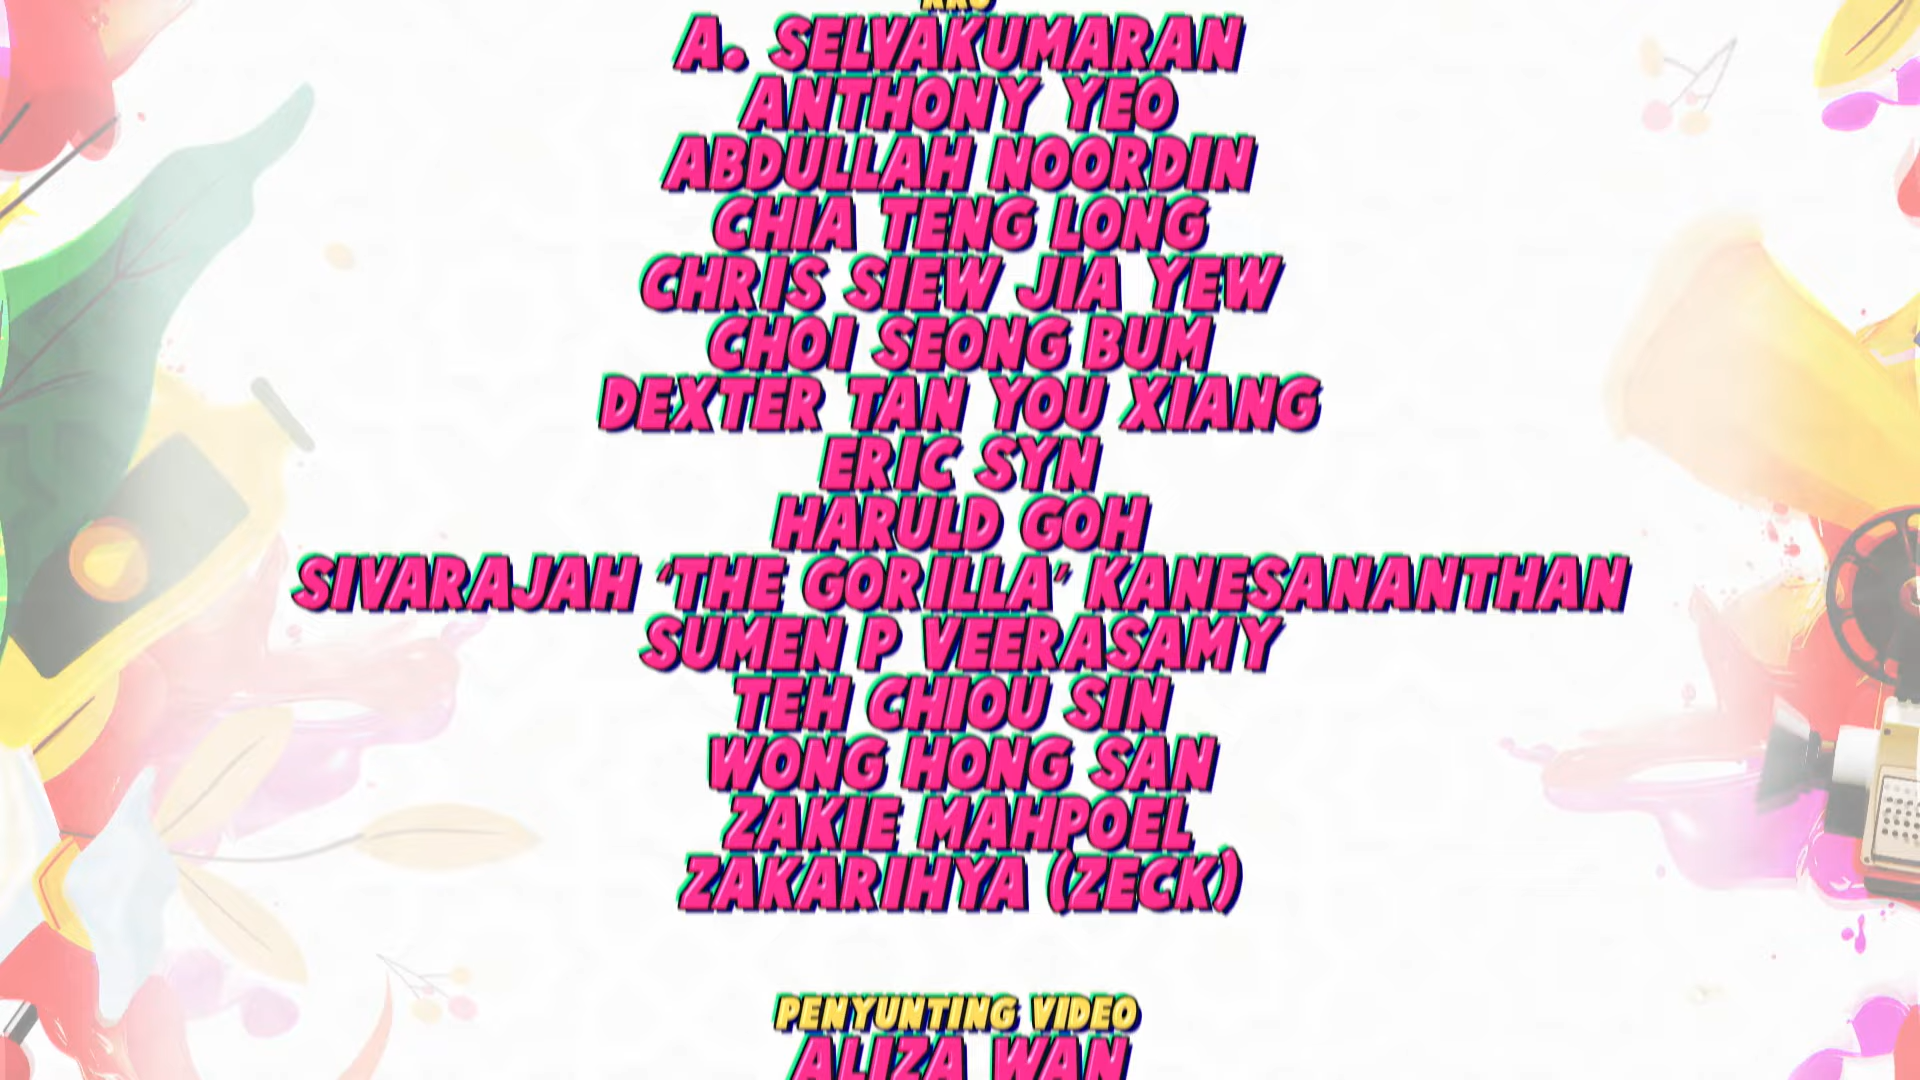 A. SELVAKUMARAN
ANTHONY YEO
ABDULLAH NOORDIN
CHIA TENG LONG
CHRIS SIEW JIA YEW
CHOI SEONG BUM
DEXTER TAN YOU XIANG
ERIC SYN
HARULD GOH
SIVARAJAH 'THE GORILLA' KANESANANTHAN
SUMEN P VEERASAMY
TEH CHIOU SIN
WONG HONG SAN
ZAKIE MAHPOEL
ZAKARIHYA (ZECK)
PENYUNTING VIDEO
ALIZA WAN